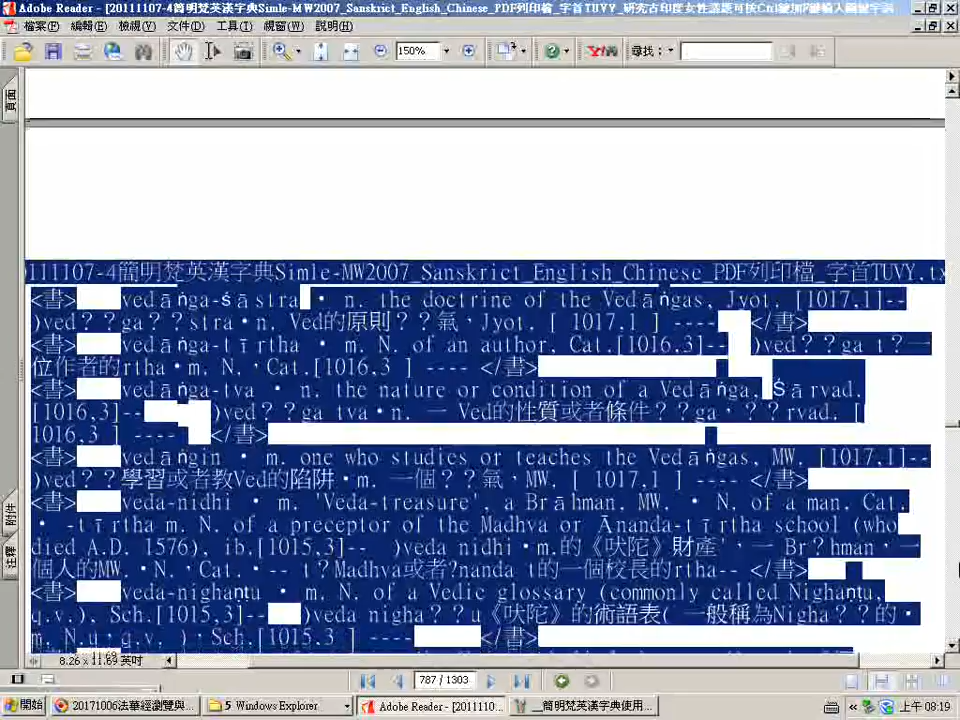 Adobe Reader - [20111107-4簡明梵英漢字典Simle-MW2007_Sanskrict_English_Chinese_PDF列印檔_字首TUVY_研究古印度女性議題可按Ctrl鍵加F鍵輸入關鍵字詞
檔案(F) 編輯(E) 檢視(V) 文件(D) 工具(T) 視窗(W) 說明(H)
150% 尋找:
頁面
111107-4簡明梵英漢字典Simle-MW2007_Sanskrict_English_Chinese_PDF列印檔_字首TUVY.tx
<書> vedāṅga-śāstra • n. the doctrine of the Vedāṅgas, Jyot. [1017,1]--
)ved??ga??stra•n. Ved的原則??氣,Jyot. [ 1017,1 ] ---- </書>
<書> vedāṅga-tīrtha • m. N. of an author, Cat.[1016,3]-- )ved??ga t?一
位作者的rtha•m. N.,Cat.[1016,3 ] ---- </書>
<書> vedāṅga-tva • n. the nature or condition of a Vedāṅga, Śārvad.
[1016,3]-- )ved??ga tva•n. 一 Ved的性質或者條件??ga,??rvad. [
1016,3 ] ---- </書>
<書> vedāṅgin • m. one who studies or teaches the Vedāṅgas, MW. [1017,1]--
)ved??學習或者教Ved的陷阱•m. 一個??氣,MW. [ 1017,1 ] ---- </書>
<書> veda-nidhi • m. 'Veda-treasure', a Brāhman, MW. • N. of a man, Cat.
• -tīrtha m. N. of a preceptor of the Madhva or Ānanda-tīrtha school (who
died A.D. 1576), ib.[1015,3]-- )veda nidhi•m.的《吠陀》財產',一 Br?hman,一
個人的MW.•N.,Cat.•-- t?Madhva或者?nanda t的一個校長的rtha-- </書>
<書> veda-nighaṇṭu • m. N. of a Vedic glossary (commonly called Nighaṇṭu,
q.v.), Sch.[1015,3]-- )veda nigha??u《吠陀》的術語表( 一般稱為Nigha??的•
m. N.u,q.v. ),Sch.[1015,3 ] ---- </書>
附件
注釋
8.26 x 11.69 英吋
787 / 1303
開始 20171006法華經瀏覽與... 5 Windows Explorer Adobe Reader - [201110... __簡明梵英漢字典使用... 上午 08:19